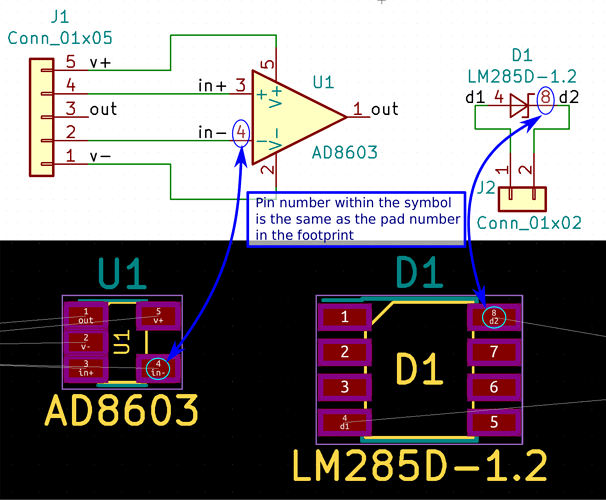 J1
Conn_01x05
5 v+
4
3 out
2
1 v-
in+ 3
in- 4
5
V+
+
-
V-
2
U1
1 out
AD8603
D1
LM285D-1.2
d1 4 8 d2
1 2
J2
Conn_01x02
Pin number within the symbol
is the same as the pad number
in the footprint
U1
1
out
2
v-
3
in+
U1
5
v+
4
in-
AD8603
D1
1
2
3
4
d1
D1
8
d2
7
6
5
LM285D-1.2